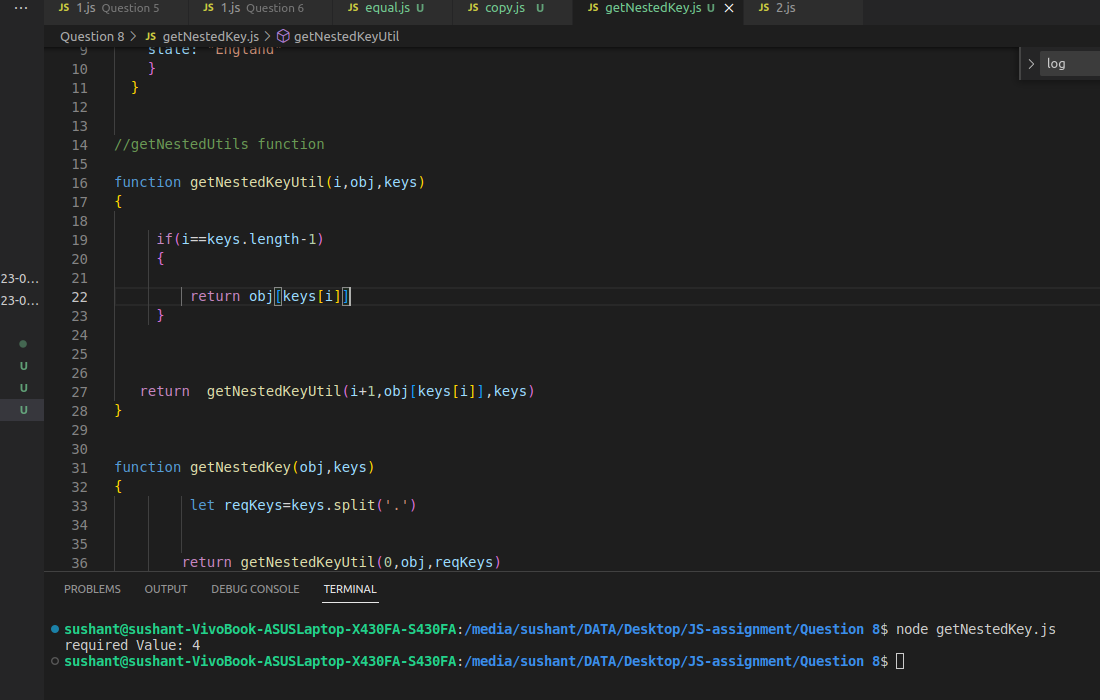 ··· JS 1.js Question 5 JS 1.js Question 6 JS equal.js U JS copy.js U JS getNestedKey.js U × JS 2.js
Question 8 > JS getNestedKey.js > getNestedKeyUtil
9 state: "England"
10 }
11 }
12
13
14 //getNestedUtils function
15
16 function getNestedKeyUtil(i,obj,keys)
17 {
18
19 if(i==keys.length-1)
20 {
21
22 return obj[keys[i]]
23 }
24
25
26
27 return  getNestedKeyUtil(i+1,obj[keys[i]],keys)
28 }
29
30
31 function getNestedKey(obj,keys)
32 {
33 let reqKeys=keys.split('.')
34
35
36 return getNestedKeyUtil(0,obj,reqKeys)
> log
23-0...
23-0...
U
U
U
PROBLEMS OUTPUT DEBUG CONSOLE TERMINAL
sushant@sushant-VivoBook-ASUSLaptop-X430FA-S430FA:/media/sushant/DATA/Desktop/JS-assignment/Question 8$ node getNestedKey.js
required Value: 4
sushant@sushant-VivoBook-ASUSLaptop-X430FA-S430FA:/media/sushant/DATA/Desktop/JS-assignment/Question 8$